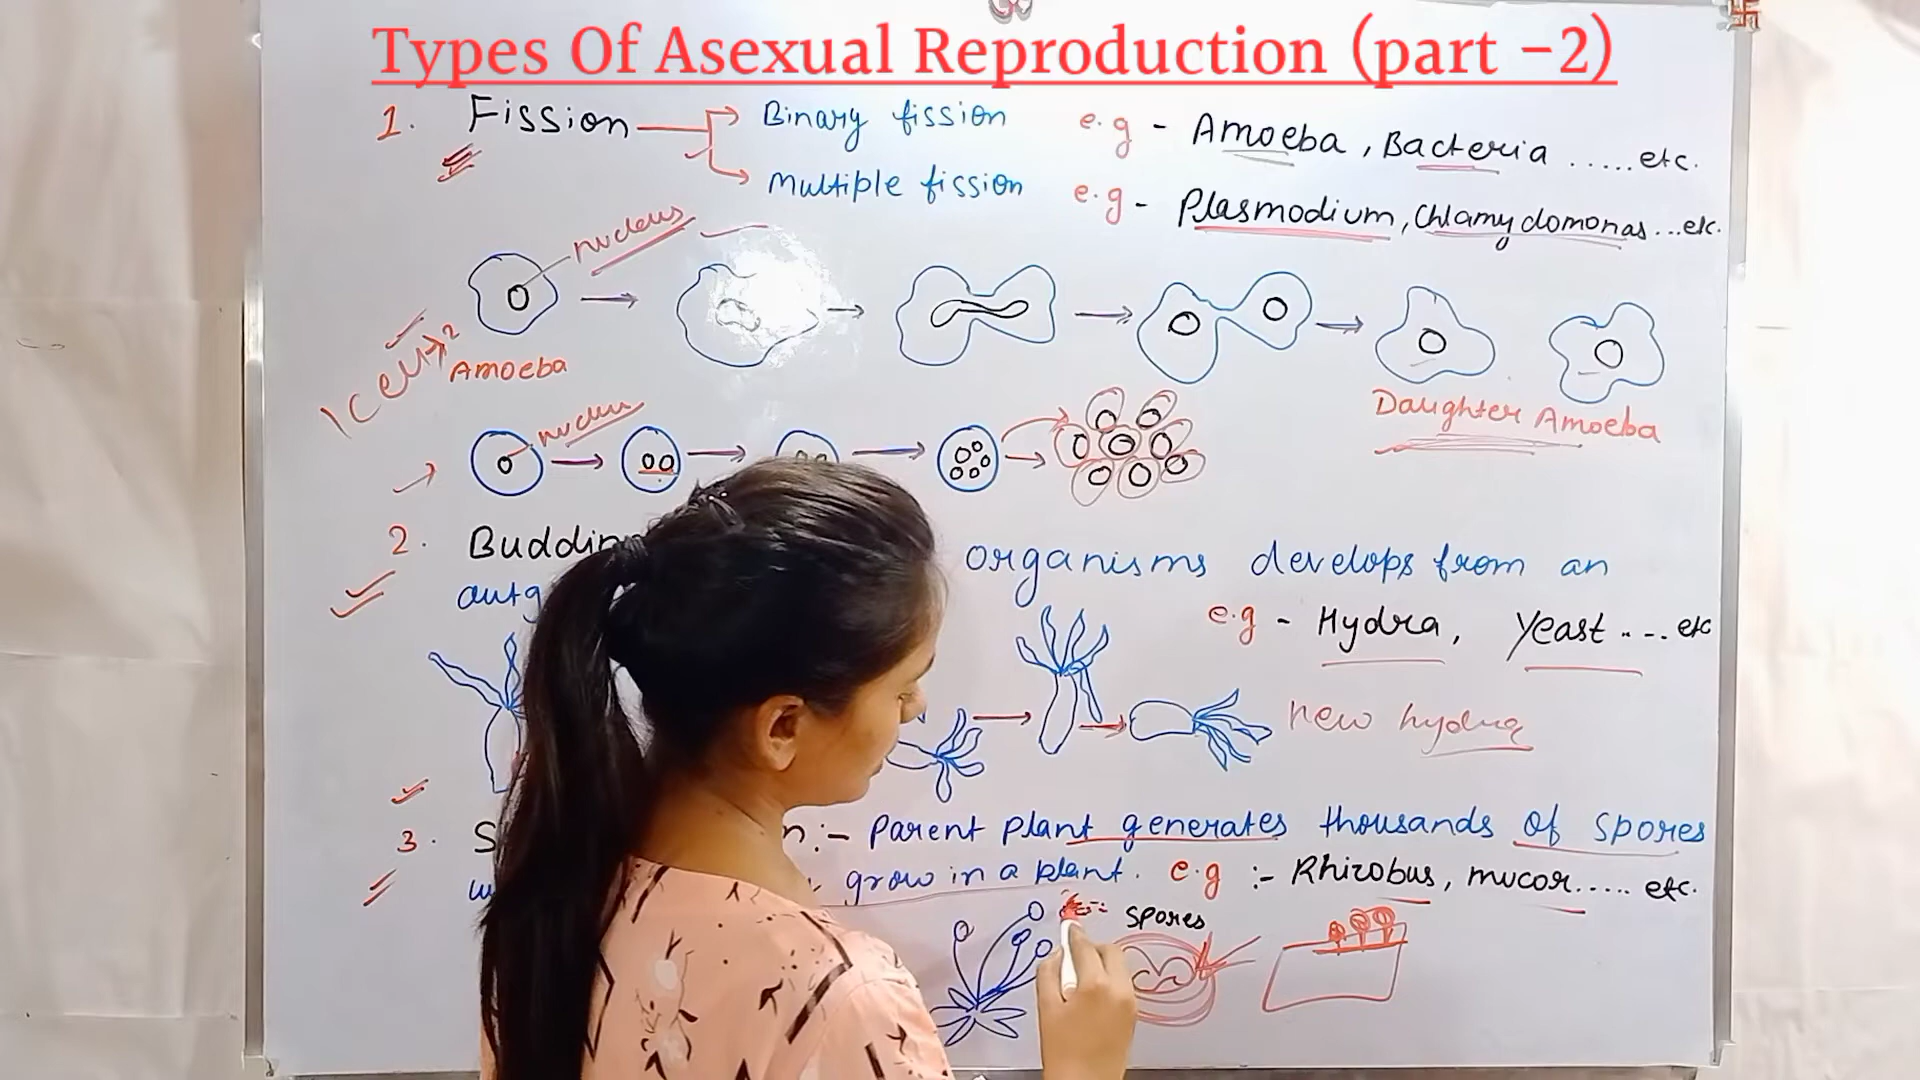 Types Of Asexual Reproduction (part -2)
1. Fission Binary fission e.g - Amoeba, Bacteria .....etc.
Multiple fission e.g - Plasmodium, Chlamydomonas...etc.
nucleus
1 cell → 2
Amoeba
Daughter Amoeba
2. Buddin organisms develops from an
outg
e.g - Hydra, Yeast ....etc
new hydra
3. S n :- Parent plant generates thousands of spores
w grow in a plant. e.g :- Rhizobus, mucor..... etc.
spores